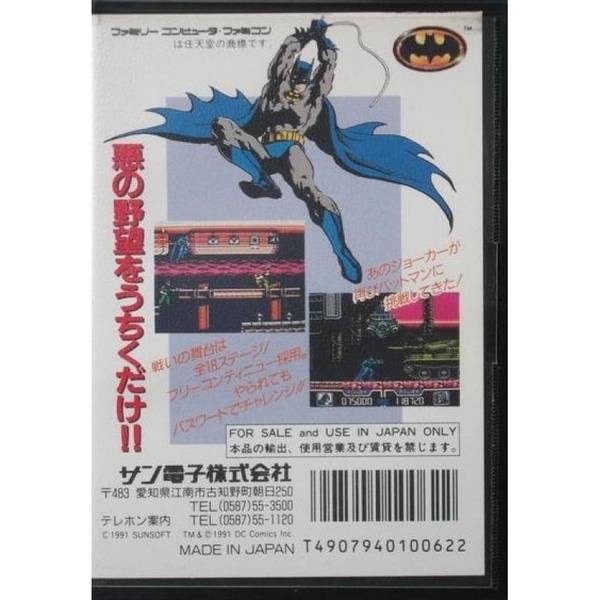 ファミリー コンピュータ・ファミコン
は任天堂の商標です。
TM
悪の野望をうちくだけ!!
あのジョーカーが
再びバットマンに
挑戦してきた!
戦いの舞台は
全18ステージ!
フリーコンティニュー採用。
やられても
パスワードでチャレンジ!!
075000
118120
FOR SALE and USE IN JAPAN ONLY
本品の輸出、使用営業及び賃貸を禁じます。
サン電子株式会社
〒483 愛知県江南市古知野町朝日250
TEL(0587)55-3500
テレホン案内 TEL(0587)55-1120
©1991 SUNSOFT TM & ©1991 DC Comics Inc.
MADE IN JAPAN
T4907940100622